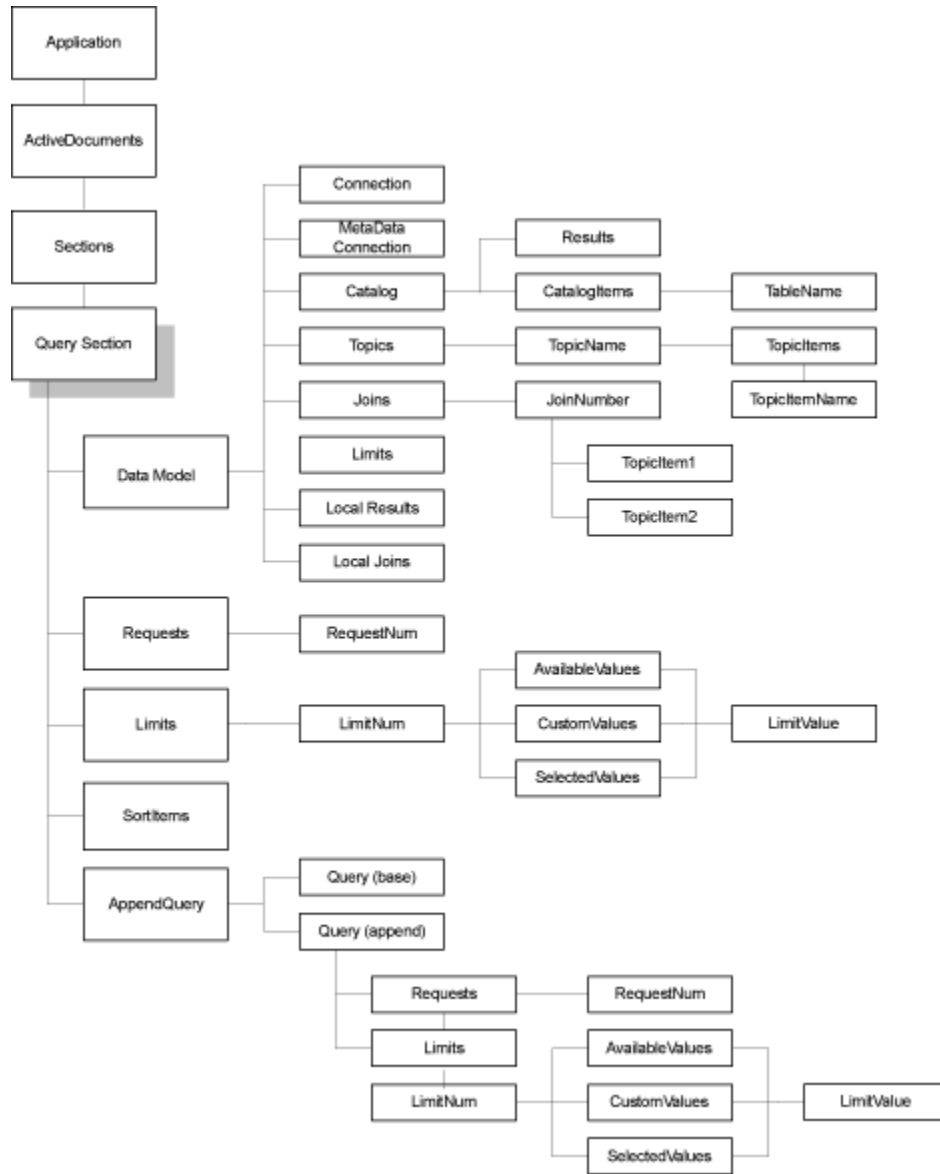 Application
ActiveDocuments
Sections
Query Section
Data Model
Connection
MetaData
Connection
Catalog
Results
CatalogItems
TableName
Topics
TopicName
TopicItems
TopicItemName
Joins
JoinNumber
TopicItem1
TopicItem2
Limits
Local Results
Local Joins
Requests
RequestNum
Limits
LimitNum
AvailableValues
CustomValues
SelectedValues
LimitValue
SortItems
AppendQuery
Query (base)
Query (append)
Requests
RequestNum
Limits
LimitNum
AvailableValues
CustomValues
SelectedValues
LimitValue